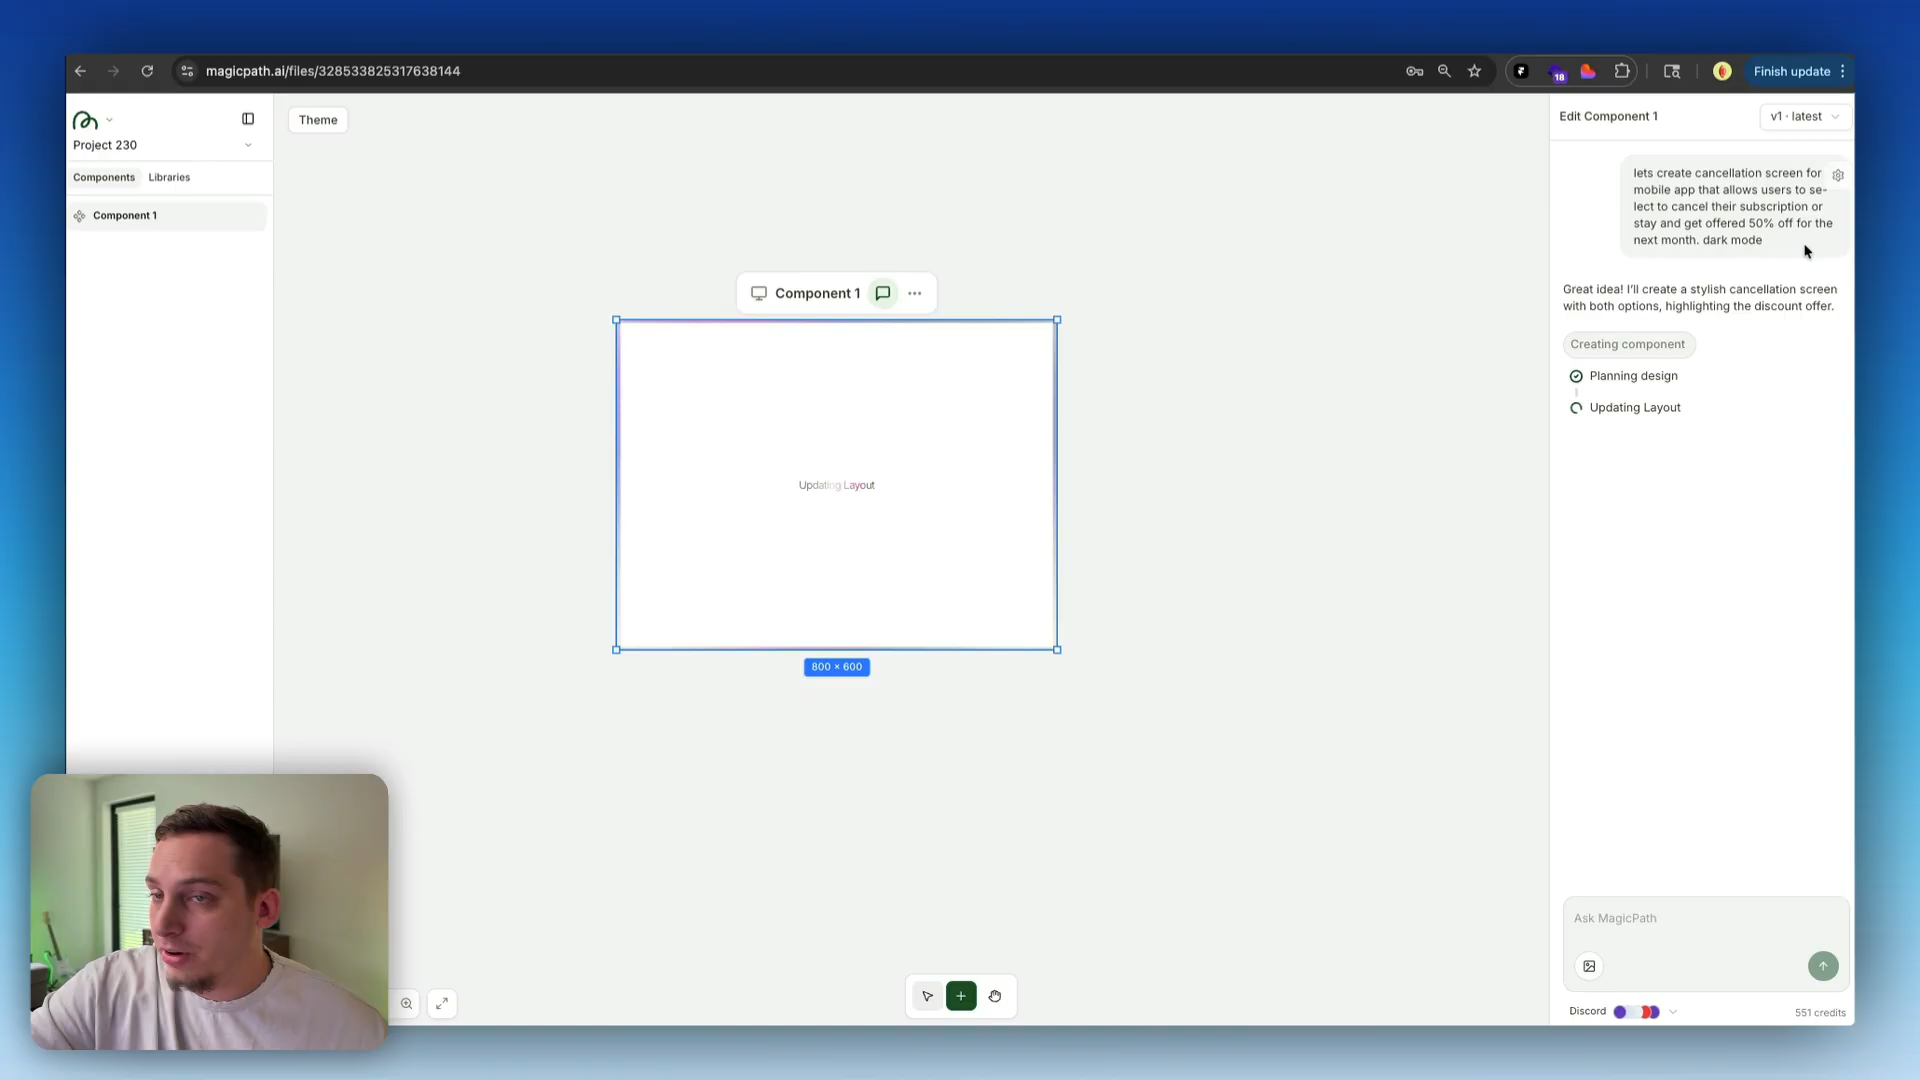 magicpath.ai/files/328533825317638144
18
Finish update
Project 230
Components
Libraries
Component 1
Theme
Component 1
Updating Layout
800 × 600
Edit Component 1
v1 · latest
lets create cancellation screen for
mobile app that allows users to se-
lect to cancel their subscription or
stay and get offered 50% off for the
next month. dark mode
Great idea! I'll create a stylish cancellation screen
with both options, highlighting the discount offer.
Creating component
Planning design
Updating Layout
Ask MagicPath
Discord
551 credits